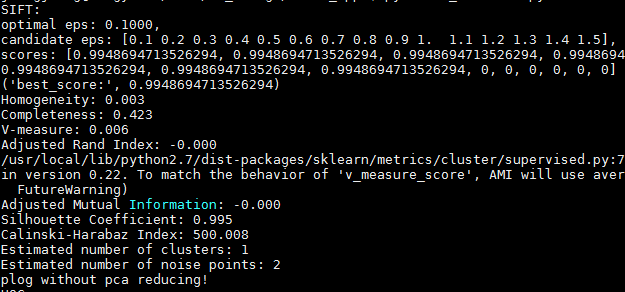 SIFT:
optimal eps: 0.1000,
candidate eps: [0.1 0.2 0.3 0.4 0.5 0.6 0.7 0.8 0.9 1.  1.1 1.2 1.3 1.4 1.5],
scores: [0.9948694713526294, 0.9948694713526294, 0.9948694713526294, 0.9948694
0.9948694713526294, 0.9948694713526294, 0.9948694713526294, 0, 0, 0, 0, 0, 0]
('best_score:', 0.9948694713526294)
Homogeneity: 0.003
Completeness: 0.423
V-measure: 0.006
Adjusted Rand Index: -0.000
/usr/local/lib/python2.7/dist-packages/sklearn/metrics/cluster/supervised.py:7
in version 0.22. To match the behavior of 'v_measure_score', AMI will use aver
FutureWarning)
Adjusted Mutual Information: -0.000
Silhouette Coefficient: 0.995
Calinski-Harabaz Index: 500.008
Estimated number of clusters: 1
Estimated number of noise points: 2
plog without pca reducing!